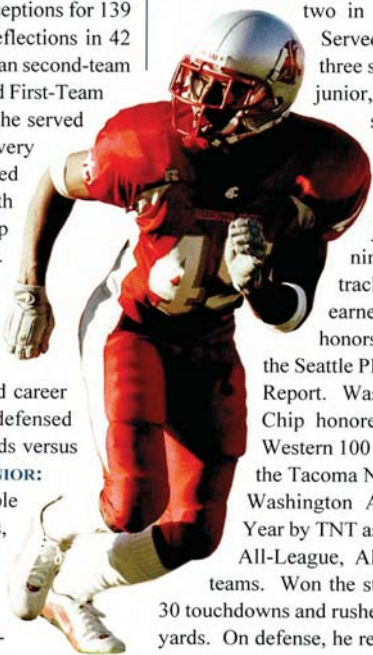 ceptions for 139
eflections in 42
an second-team
d First-Team
he served
very
ed
th
p
-
d career
defensed
ds versus
NIOR:
ple
s,
-
two in
Served
three s
junior,
s
nin
track
earne
honors
the Seattle P
Report. Was
Chip honore
Western 100
the Tacoma N
Washington A
Year by TNT as
All-League, Al
teams. Won the st
30 touchdowns and rushe
yards. On defense, he re